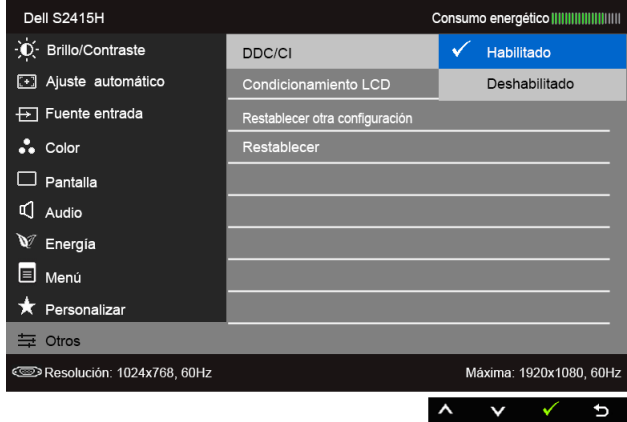 Dell S2415H Consumo energético
Brillo/Contraste DDC/CI Habilitado
Ajuste automático Condicionamiento LCD Deshabilitado
Fuente entrada Restablecer otra configuración
Color Restablecer
Pantalla
Audio
Energía
Menú
Personalizar
Otros
Resolución: 1024x768, 60Hz Máxima: 1920x1080, 60Hz